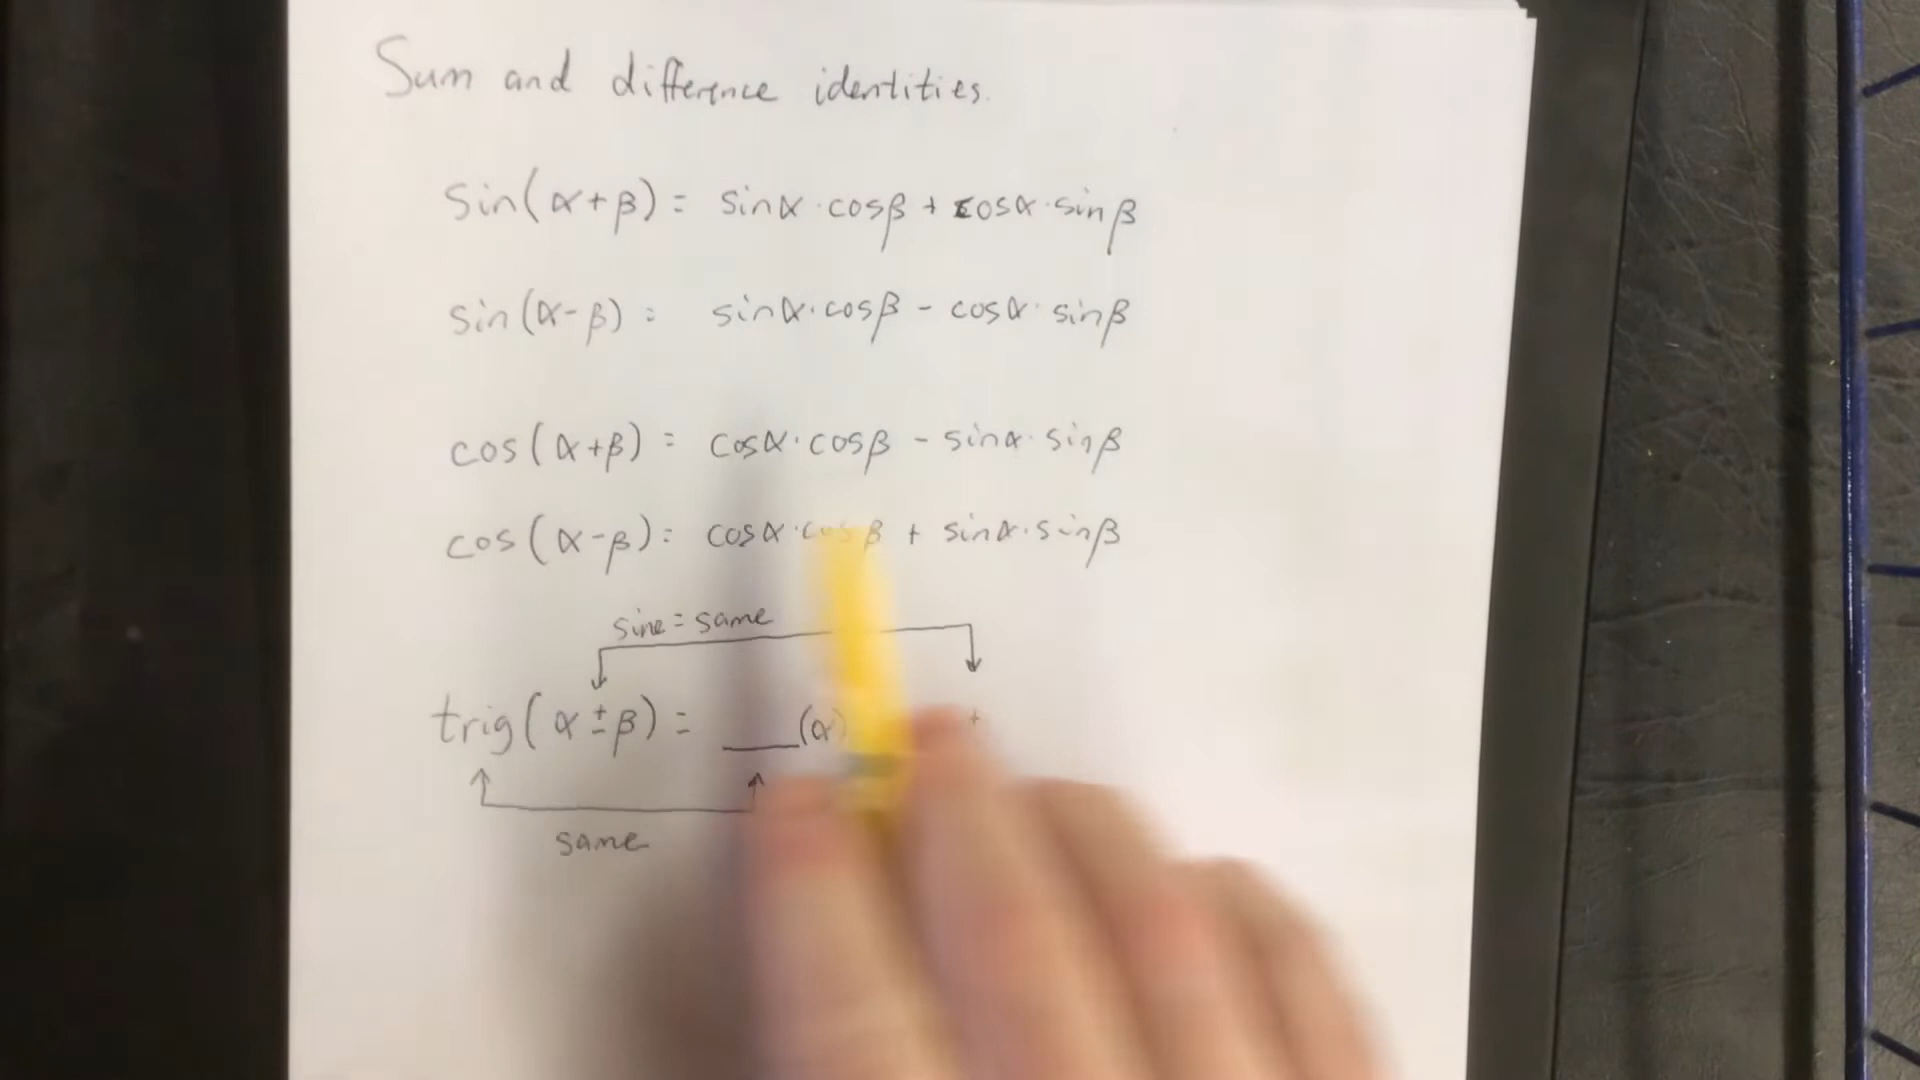 Sum and difference identities.
sin(α+β) = sinα·cosβ + cosα·sinβ
sin(α-β) = sinα·cosβ - cosα·sinβ
cos(α+β) = cosα·cosβ - sinα·sinβ
cos(α-β) = cosα·cosβ + sinα·sinβ
sine = same
trig(α±β) = ___(α) +
same